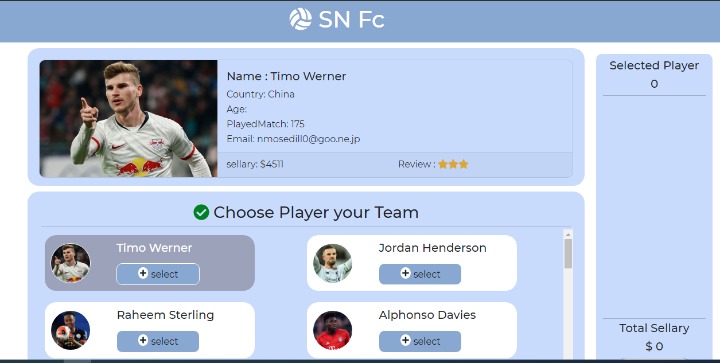 SN Fc
Name : Timo Werner
Country: China
Age:
PlayedMatch: 175
Email: nmosedill0@goo.ne.jp
sellary: $4511
Review :
Selected Player
0
Choose Player your Team
Timo Werner
select
Jordan Henderson
select
Raheem Sterling
select
Alphonso Davies
select
Total Sellary
$ 0